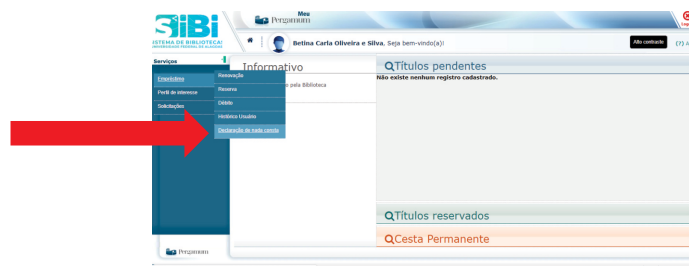 SiBi
SISTEMA DE BIBLIOTECAS
UNIVERSIDADE FEDERAL DE ALAGOAS
Meu
Pergamum
Betina Carla Oliveira e Silva, Seja bem-vindo(a)!
Alto contraste
(?) A
Serviços
Empréstimo
Perfil de interesse
Solicitações
Renovação
Reserva
Débito
Histórico Usuário
Declaração de nada consta
Informativo
o pela Biblioteca
Títulos pendentes
Não existe nenhum registro cadastrado.
Títulos reservados
Cesta Permanente
Pergamum